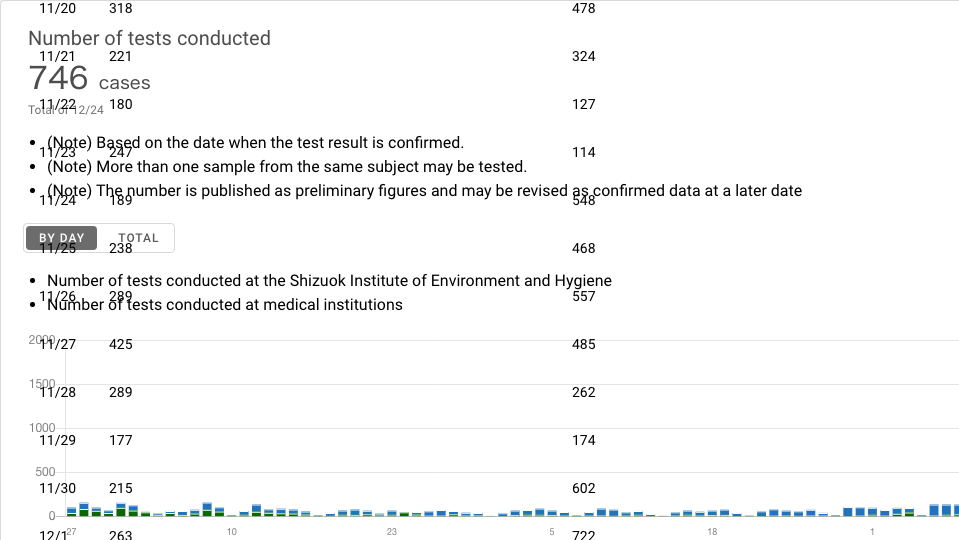 11/20 318 478
Number of tests conducted
11/21 221 324
746 cases
11/22 180 127
Total of 12/24
(Note) Based on the date when the test result is confirmed.
11/23 247 114
(Note) More than one sample from the same subject may be tested.
(Note) The number is published as preliminary figures and may be revised as confirmed data at a later date
11/24 189 548
BY DAY TOTAL
11/25 238 468
Number of tests conducted at the Shizuok Institute of Environment and Hygiene
11/26 289 557
Number of tests conducted at medical institutions
2000
11/27 425 485
1500
11/28 289 262
1000
11/29 177 174
500
11/30 215 602
0
27 10 23 5 18 1
12/1 263 722